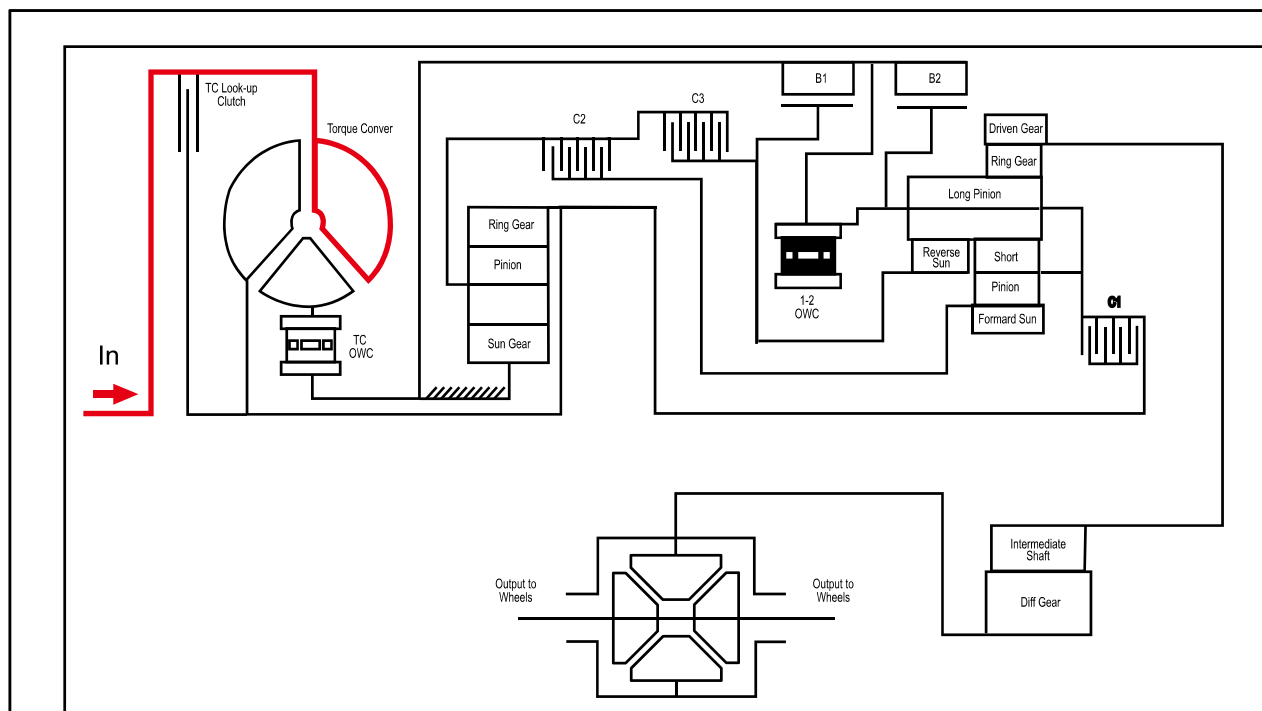 TC Look-up
Clutch
Torque Conver
C2
C3
B1
B2
Driven Gear
Ring Gear
Long Pinion
Ring Gear
Pinion
Sun Gear
Reverse
Sun
Short
Pinion
Formard Sun
1-2
OWC
C1
TC
OWC
In
Intermediate
Shaft
Diff Gear
Output to
Wheels
Output to
Wheels